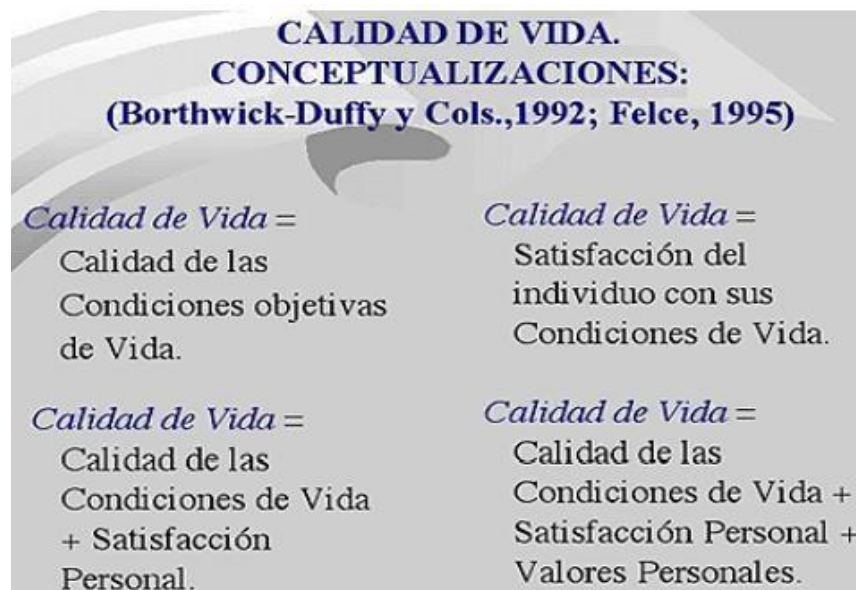 CALIDAD DE VIDA.
CONCEPTUALIZACIONES:
(Borthwick-Duffy y Cols.,1992; Felce, 1995)
Calidad de Vida =
Calidad de las
Condiciones objetivas
de Vida.
Calidad de Vida =
Satisfacción del
individuo con sus
Condiciones de Vida.
Calidad de Vida =
Calidad de las
Condiciones de Vida
+ Satisfacción
Personal.
Calidad de Vida =
Calidad de las
Condiciones de Vida +
Satisfacción Personal +
Valores Personales.